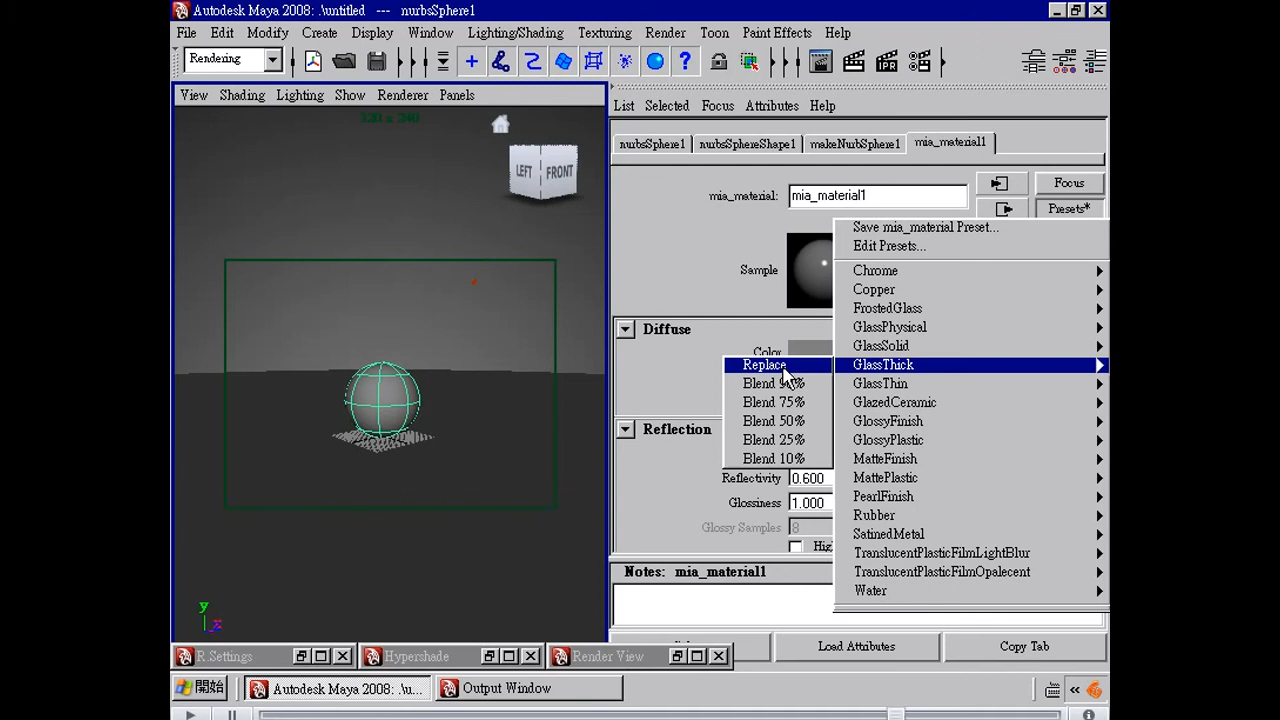 Autodesk Maya 2008: .\untitled --- nurbsSphere1
File Edit Modify Create Display Window Lighting/Shading Texturing Render Toon Paint Effects Help
Rendering
IPR
View Shading Lighting Show Renderer Panels
LEFT FRONT
y
List Selected Focus Attributes Help
nurbsSphere1 nurbsSphereShape1 makeNurbSphere1 mia_material1
mia_material: mia_material1
Focus
Presets*
Sample
Save mia_material Preset...
Edit Presets...
Chrome
Copper
FrostedGlass
GlassPhysical
GlassSolid
GlassThick
GlassThin
GlazedCeramic
GlossyFinish
GlossyPlastic
MatteFinish
MattePlastic
PearlFinish
Rubber
SatinedMetal
TranslucentPlasticFilmLightBlur
TranslucentPlasticFilmOpalecent
Water
Diffuse
Color
Replace
Blend
Blend 75%
Blend 50%
Blend 25%
Blend 10%
Reflection
Reflectivity 0.600
Glossiness 1.000
Glossy Samples 8
Notes: mia_material1
Load Attributes
Copy Tab
R.Settings
Hypershade
Render View
開始
Autodesk Maya 2008: .\u...
Output Window